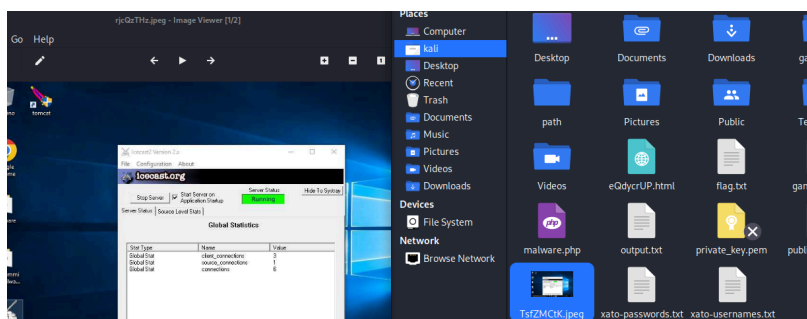 rjcQzTHz.jpeg - Image Viewer [1/2]
Go Help
tomcat
Icecast2 Version 2.x
File Configuration About
icecast.org
Stop Server
Start Server on Application Startup
Server Status
Running
Hide To Systray
Server Status Source Level Stats
Global Statistics
Stat Type Name Value
Global Stat client_connections 3
Global Stat source_connections 1
Global Stat connections 6
Places
Computer
kali
Desktop
Recent
Trash
Documents
Music
Pictures
Videos
Downloads
Devices
File System
Network
Browse Network
Desktop Documents Downloads
path Pictures Public
Videos eQdycrUP.html flag.txt
malware.php output.txt private_key.pem
TsfZMCtK.jpeg xato-passwords.txt xato-usernames.txt